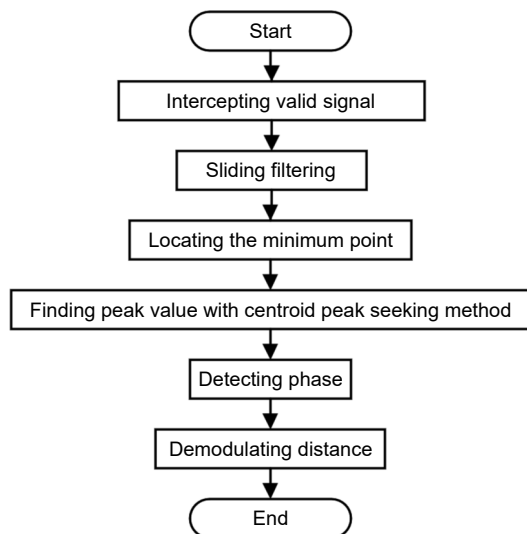 Start
Intercepting valid signal
Sliding filtering
Locating the minimum point
Finding peak value with centroid peak seeking method
Detecting phase
Demodulating distance
End